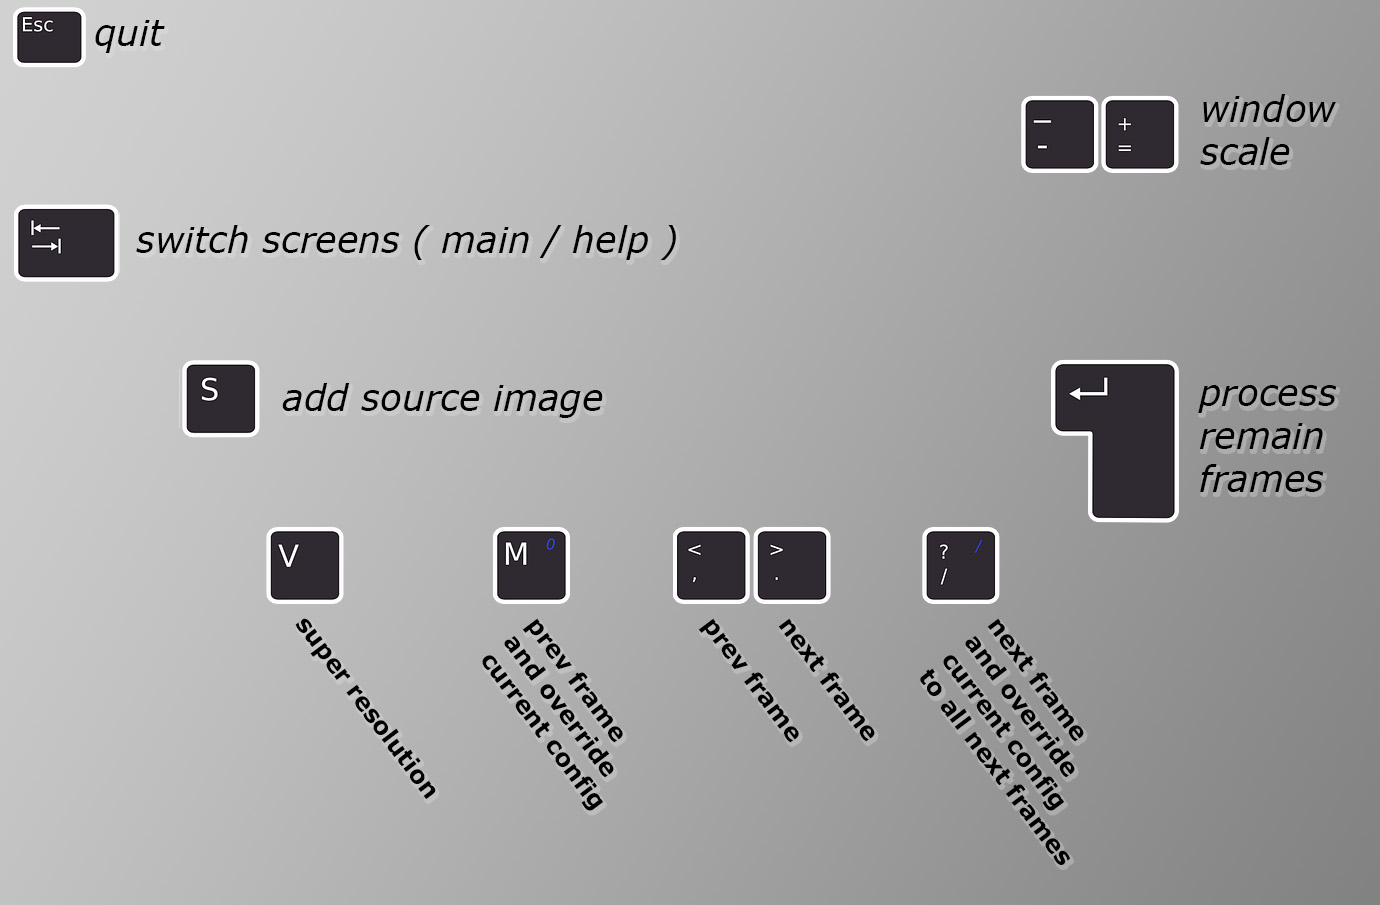 Esc
quit
—
-
+
=
window
scale
switch screens ( main / help )
S
add source image
process
remain
frames
V
M 0
<
,
>
.
? /
/
super resolution
prev frame
and override
current config
prev frame
next frame
next frame
and override
current config
to all next frames